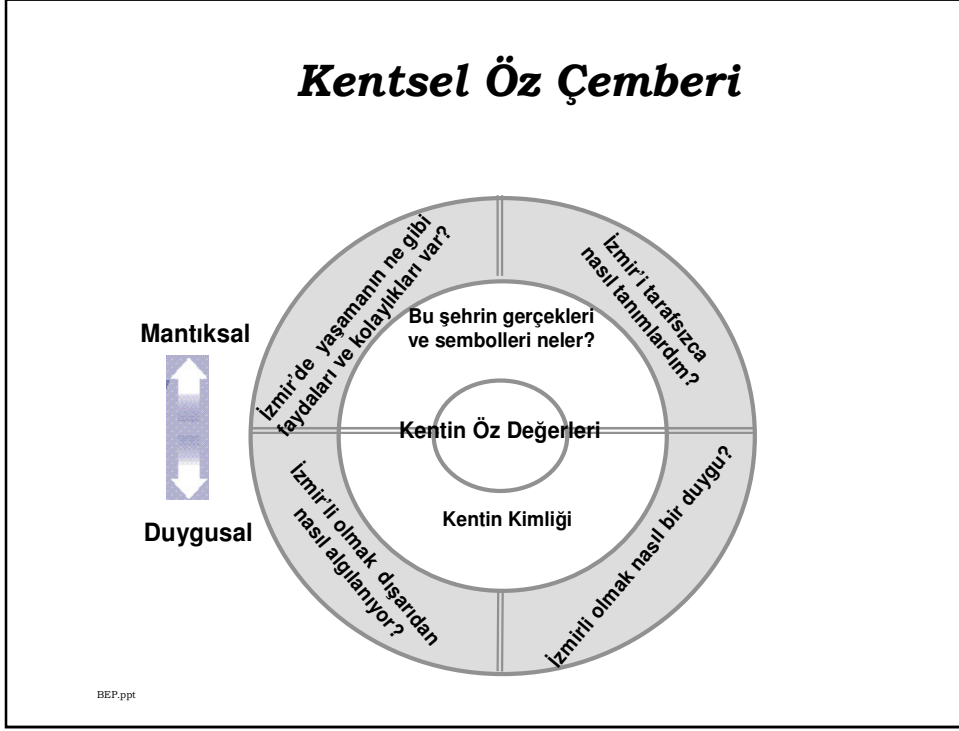 Kentsel Öz Çemberi
İzmir'de yaşamanın ne gibi
faydaları ve kolaylıkları var?
İzmir'i tarafsızca
nasıl tanımlardım?
Mantıksal
Bu şehrin gerçekleri
ve sembolleri neler?
Kentin Öz Değerleri
Duygusal
Kentin Kimliği
İzmir'li olmak dışarıdan
nasıl algılanıyor?
İzmirli olmak nasıl bir duygu?
BEP.ppt